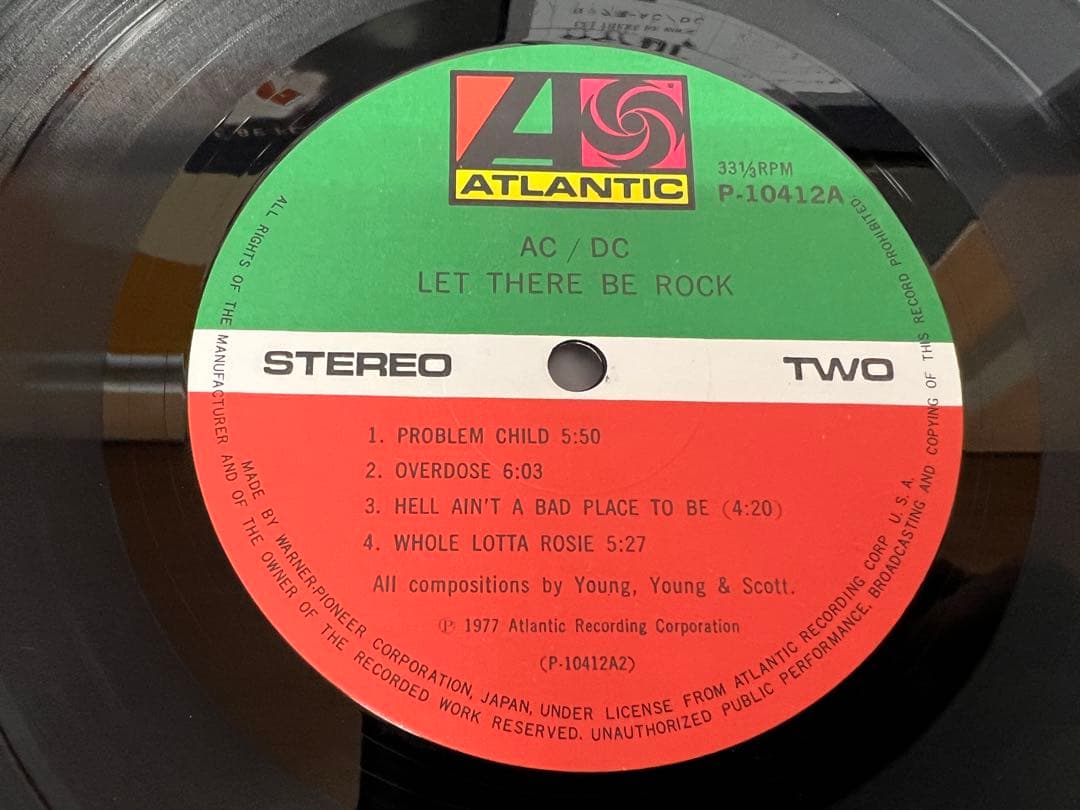 ATLANTIC
33⅓RPM
P-10412A
AC / DC
LET THERE BE ROCK
STEREO
TWO
1. PROBLEM CHILD 5:50
2. OVERDOSE 6:03
3. HELL AIN'T A BAD PLACE TO BE (4:20)
4. WHOLE LOTTA ROSIE 5:27
All compositions by Young, Young & Scott.
Ⓟ 1977 Atlantic Recording Corporation
(P-10412A2)
MADE BY WARNER-PIONEER CORPORATION, JAPAN, UNDER LICENSE FROM ATLANTIC RECORDING CORP U. S. A.
ALL RIGHTS OF THE MANUFACTURER AND OF THE OWNER OF THE RECORDED WORK RESERVED. UNAUTHORIZED PUBLIC PERFORMANCE, BROADCASTING AND COPYING OF THIS RECORD PROHIBITED.